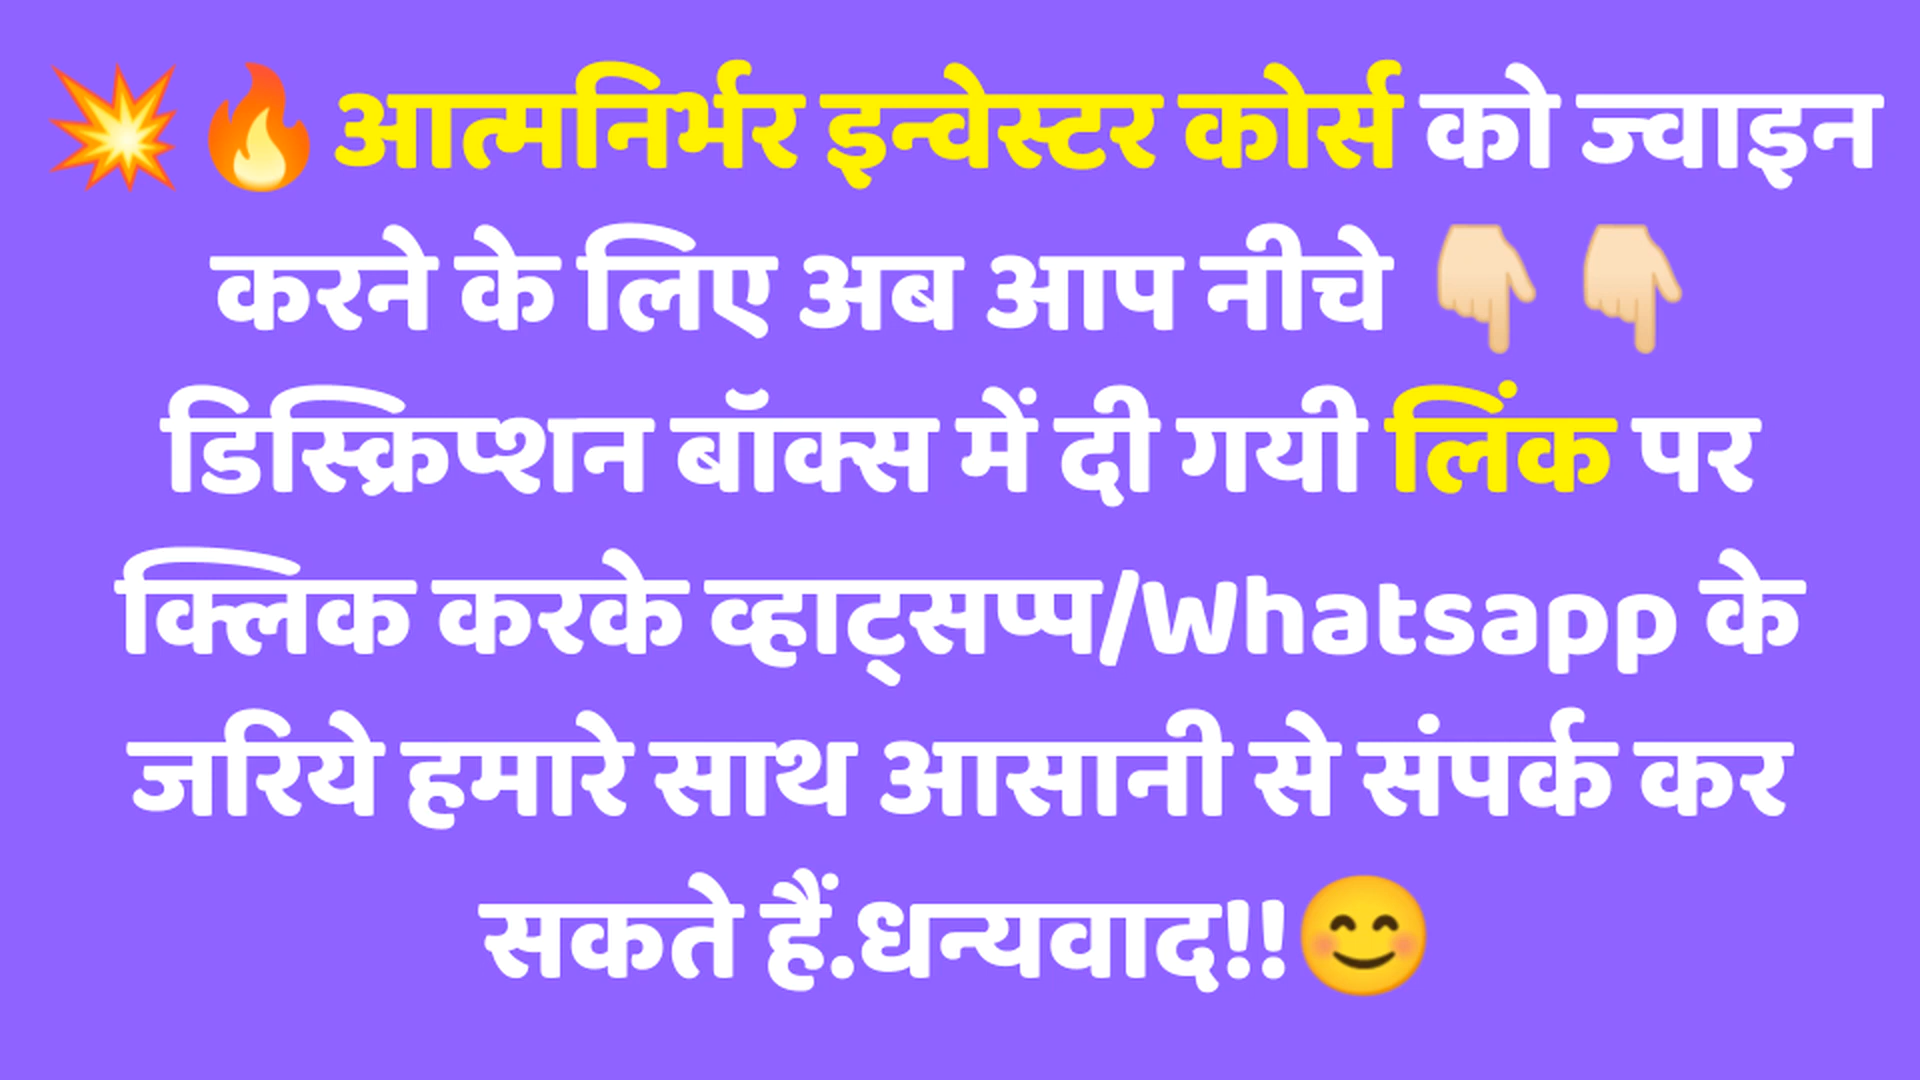 💥🔥आत्मनिर्भर इन्वेस्टर कोर्स को ज्वाइन
करने के लिए अब आप नीचे 👇🏻 👇🏻
डिस्क्रिप्शन बॉक्स में दी गयी लिंक पर
क्लिक करके व्हाट्सप्प/Whatsapp के
जरिये हमारे साथ आसानी से संपर्क कर
सकते हैं.धन्यवाद!!😊